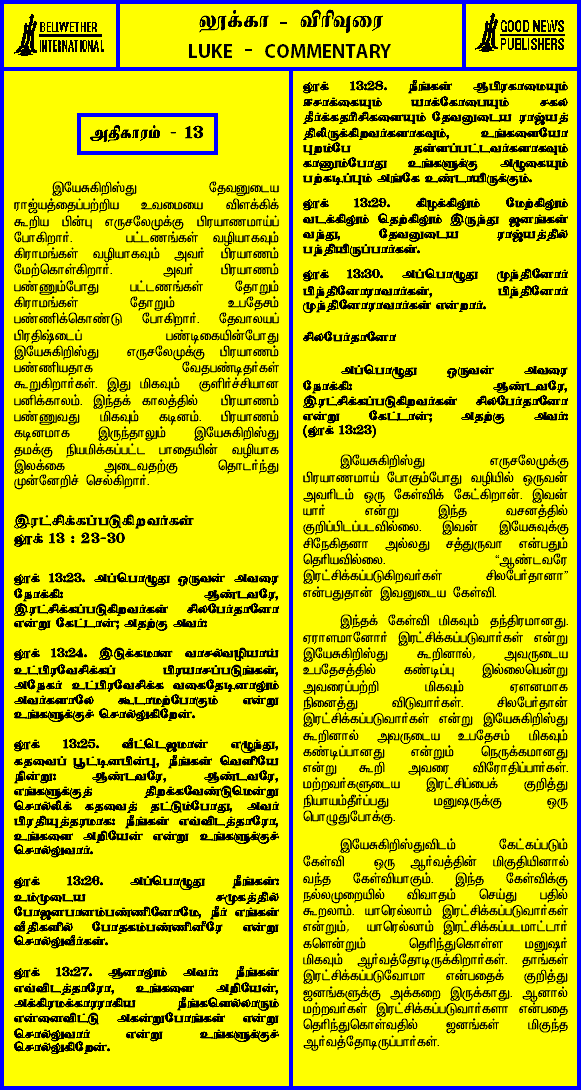 BELLWETHER
INTERNATIONAL
லூக்கா - விரிவுரை
LUKE - COMMENTARY
GOOD NEWS
PUBLISHERS
அதிகாரம் - 13
இயேசுகிறிஸ்து தேவனுடைய
ராஜ்யத்தைப்பற்றிய உவமையை விளக்கிக்
கூறிய பின்பு எருசலேமுக்கு பிரயாணமாய்ப்
போகிறார். பட்டணங்கள் வழியாகவும்
கிராமங்கள் வழியாகவும் அவர் பிரயாணம்
மேற்கொள்கிறார். அவர் பிரயாணம்
பண்ணும்போது பட்டணங்கள் தோறும்
கிராமங்கள் தோறும் உபதேசம்
பண்ணிக்கொண்டு போகிறார். தேவாலயப்
பிரதிஷ்டைப் பண்டிகையின்போது
இயேசுகிறிஸ்து எருசலேமுக்கு பிரயாணம்
பண்ணியதாக வேதபண்டிதர்கள்
கூறுகிறார்கள். இது மிகவும் குளிர்ச்சியான
பனிக்காலம். இந்தக் காலத்தில் பிரயாணம்
பண்ணுவது மிகவும் கடினம். பிரயாணம்
கடினமாக இருந்தாலும் இயேசுகிறிஸ்து
தமக்கு நியமிக்கப்பட்ட பாதையின் வழியாக
இலக்கை அடைவதற்கு தொடர்ந்து
முன்னேறிச் செல்கிறார்.
இரட்சிக்கப்படுகிறவர்கள்
லூக் 13 : 23-30
லூக் 13:23. அப்பொழுது ஒருவன் அவரை
நோக்கி: ஆண்டவரே,
இரட்சிக்கப்படுகிறவர்கள் சிலபேர்தானோ
என்று கேட்டான்; அதற்கு அவர்:
லூக் 13:24. இடுக்கமான வாசல்வழியாய்
உட்பிரவேசிக்கப் பிரயாசப்படுங்கள்,
அநேகர் உட்பிரவேசிக்க வகைதேடினாலும்
அவர்களாலே கூடாமற்போகும் என்று
உங்களுக்குச் சொல்லுகிறேன்.
லூக் 13:25. வீட்டெஜமான் எழுந்து,
கதவைப் பூட்டினபின்பு, நீங்கள் வெளியே
நின்று: ஆண்டவரே, ஆண்டவரே,
எங்களுக்குத் திறக்கவேண்டுமென்று
சொல்லிக் கதவைத் தட்டும்போது, அவர்
பிரதியுத்தரமாக: நீங்கள் எவ்விடத்தாரோ,
உங்களை அறியேன் என்று உங்களுக்குச்
சொல்லுவார்.
லூக் 13:26. அப்பொழுது நீங்கள்:
உம்முடைய சமுகத்தில்
போஜனபானம்பண்ணினோமே, நீர் எங்கள்
வீதிகளில் போதகம்பண்ணினீரே என்று
சொல்லுவீர்கள்.
லூக் 13:27. ஆனாலும் அவர்: நீங்கள்
எவ்விடத்தாரோ, உங்களை அறியேன்,
அக்கிரமக்காரராகிய நீங்களெல்லாரும்
என்னைவிட்டு அகன்றுபோங்கள் என்று
சொல்லுவார் என்று உங்களுக்குச்
சொல்லுகிறேன்.
லூக் 13:28. நீங்கள் ஆபிரகாமையும்
ஈசாக்கையும் யாக்கோபையும் சகல
தீர்க்கதரிசிகளையும் தேவனுடைய ராஜ்யத்
திலிருக்கிறவர்களாகவும், உங்களையோ
புறம்பே தள்ளப்பட்டவர்களாகவும்
காணும்போது உங்களுக்கு அழுகையும்
பற்கடிப்பும் அங்கே உண்டாயிருக்கும்.
லூக் 13:29. கிழக்கிலும் மேற்கிலும்
வடக்கிலும் தெற்கிலும் இருந்து ஜனங்கள்
வந்து, தேவனுடைய ராஜ்யத்தில்
பந்தியிருப்பார்கள்.
லூக் 13:30. அப்பொழுது முந்தினோர்
பிந்தினோராவார்கள், பிந்தினோர்
முந்தினோராவார்கள் என்றார்.
சிலபேர்தானோ
அப்பொழுது ஒருவன் அவரை
நோக்கி: ஆண்டவரே,
இரட்சிக்கப்படுகிறவர்கள் சிலபேர்தானோ
என்று கேட்டான்; அதற்கு அவர்:
(லூக் 13:23)
இயேசுகிறிஸ்து எருசலேமுக்கு
பிரயாணமாய் போகும்போது வழியில் ஒருவன்
அவரிடம் ஒரு கேள்விக் கேட்கிறான். இவன்
யார் என்று இந்த வசனத்தில்
குறிப்பிடப்படவில்லை. இவன் இயேசுவுக்கு
சிநேகிதனா அல்லது சத்துருவா என்பதும்
தெரியவில்லை. “ஆண்டவரே
இரட்சிக்கப்படுகிறவர்கள் சிலபேர்தானா”
என்பதுதான் இவனுடைய கேள்வி.
இந்தக் கேள்வி மிகவும் தந்திரமானது.
ஏராளமானோர் இரட்சிக்கப்படுவார்கள் என்று
இயேசுகிறிஸ்து கூறினால், அவருடைய
உபதேசத்தில் கண்டிப்பு இல்லையென்று
அவரைப்பற்றி மிகவும் ஏளனமாக
நினைத்து விடுவார்கள். சிலபேர்தான்
இரட்சிக்கப்படுவார்கள் என்று இயேசுகிறிஸ்து
கூறினால் அவருடைய உபதேசம் மிகவும்
கண்டிப்பானது என்றும் நெருக்கமானது
என்று கூறி அவரை விரோதிப்பார்கள்.
மற்றவர்களுடைய இரட்சிப்பைக் குறித்து
நியாயம்தீர்ப்பது மனுஷருக்கு ஒரு
பொழுதுபோக்கு.
இயேசுகிறிஸ்துவிடம் கேட்கப்படும்
கேள்வி ஒரு ஆர்வத்தின் மிகுதியினால்
வந்த கேள்வியாகும். இந்த கேள்விக்கு
நல்லமுறையில் விவாதம் செய்து பதில்
கூறலாம். யாரெல்லாம் இரட்சிக்கப்படுவார்கள்
என்றும், யாரெல்லாம் இரட்சிக்கப்படமாட்டார்
களென்றும் தெரிந்துகொள்ள மனுஷர்
மிகவும் ஆர்வத்தோடிருக்கிறார்கள். தாங்கள்
இரட்சிக்கப்படுவோமா என்பதைக் குறித்து
ஜனங்களுக்கு அக்கறை இருக்காது. ஆனால்
மற்றவர்கள் இரட்சிக்கப்படுவார்களா என்பதை
தெரிந்துகொள்வதில் ஜனங்கள் மிகுந்த
ஆர்வத்தோடிருப்பார்கள்.